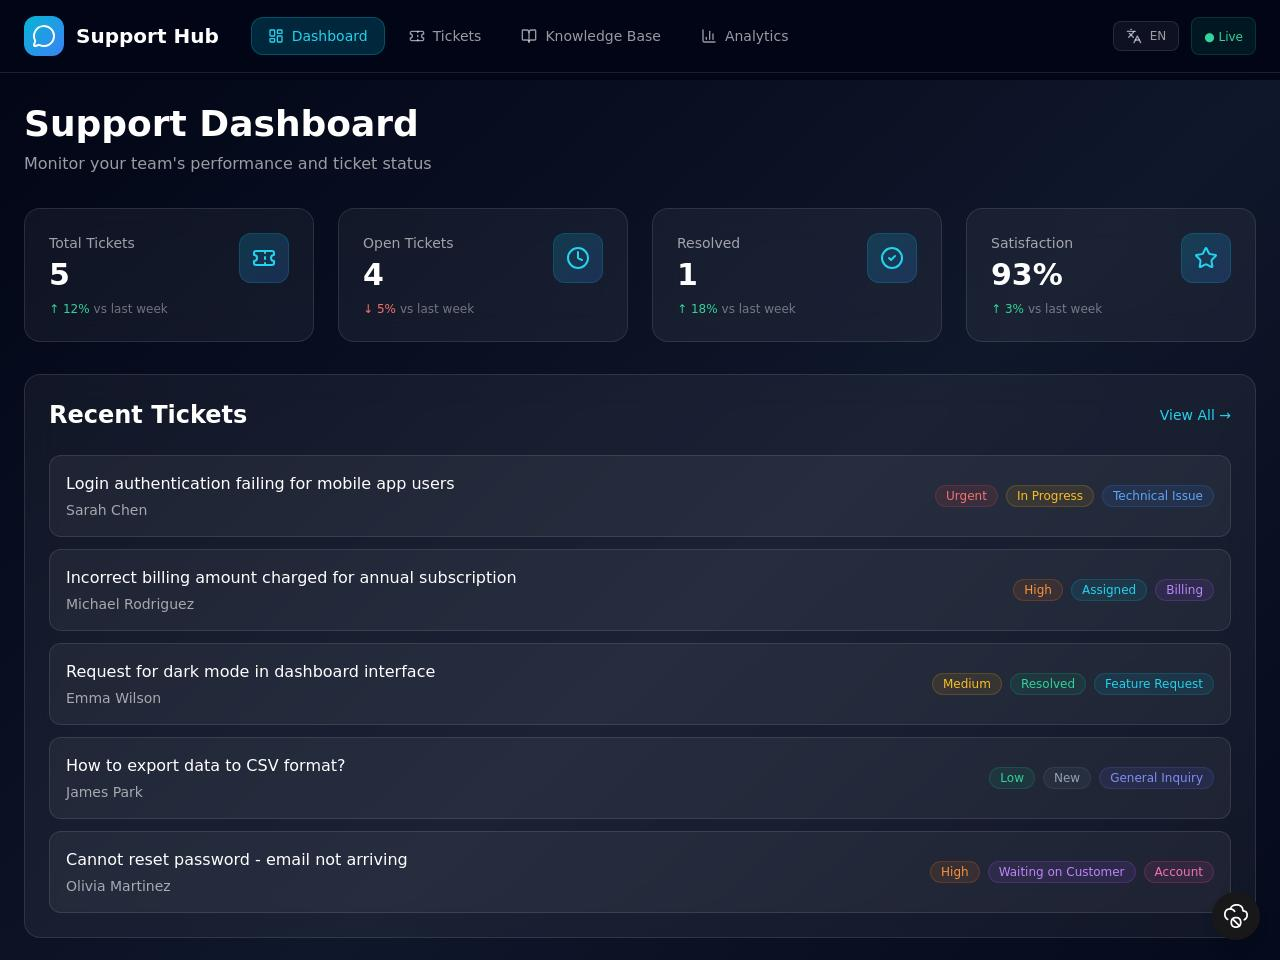 Support Hub
Dashboard
Tickets
Knowledge Base
Analytics
EN
● Live
Support Dashboard
Monitor your team's performance and ticket status
Total Tickets
5
↑ 12% vs last week
Open Tickets
4
↓ 5% vs last week
Resolved
1
↑ 18% vs last week
Satisfaction
93%
↑ 3% vs last week
Recent Tickets
View All →
Login authentication failing for mobile app users
Sarah Chen
Urgent
In Progress
Technical Issue
Incorrect billing amount charged for annual subscription
Michael Rodriguez
High
Assigned
Billing
Request for dark mode in dashboard interface
Emma Wilson
Medium
Resolved
Feature Request
How to export data to CSV format?
James Park
Low
New
General Inquiry
Cannot reset password - email not arriving
Olivia Martinez
High
Waiting on Customer
Account